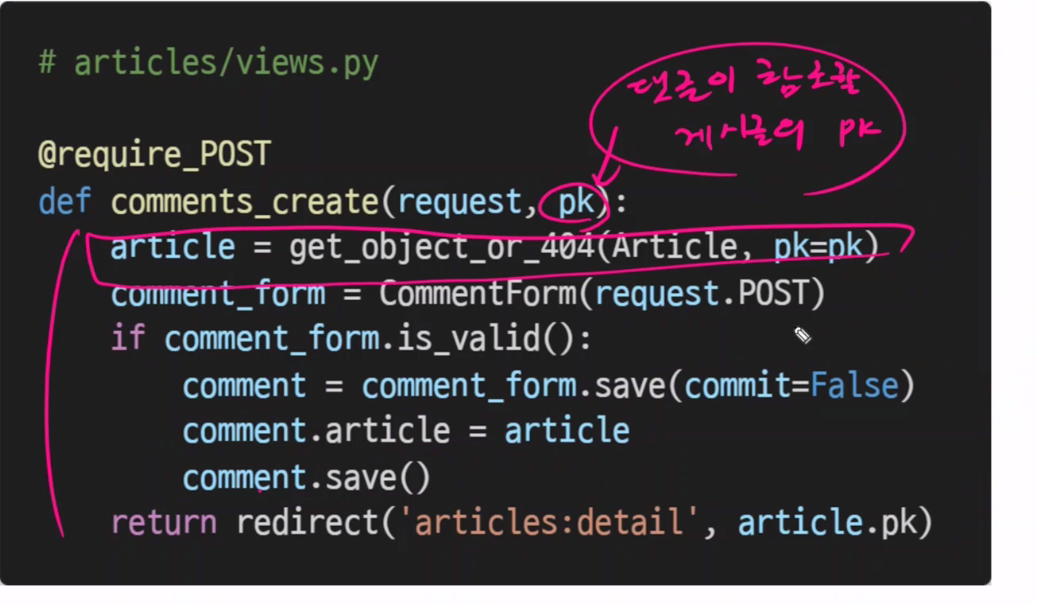 # articles/views.py
댓글이 참조할
게시글의 pk
@require_POST
def comments_create(request, pk):
    article = get_object_or_404(Article, pk=pk)
    comment_form = CommentForm(request.POST)
    if comment_form.is_valid():
        comment = comment_form.save(commit=False)
        comment.article = article
        comment.save()
    return redirect('articles:detail', article.pk)